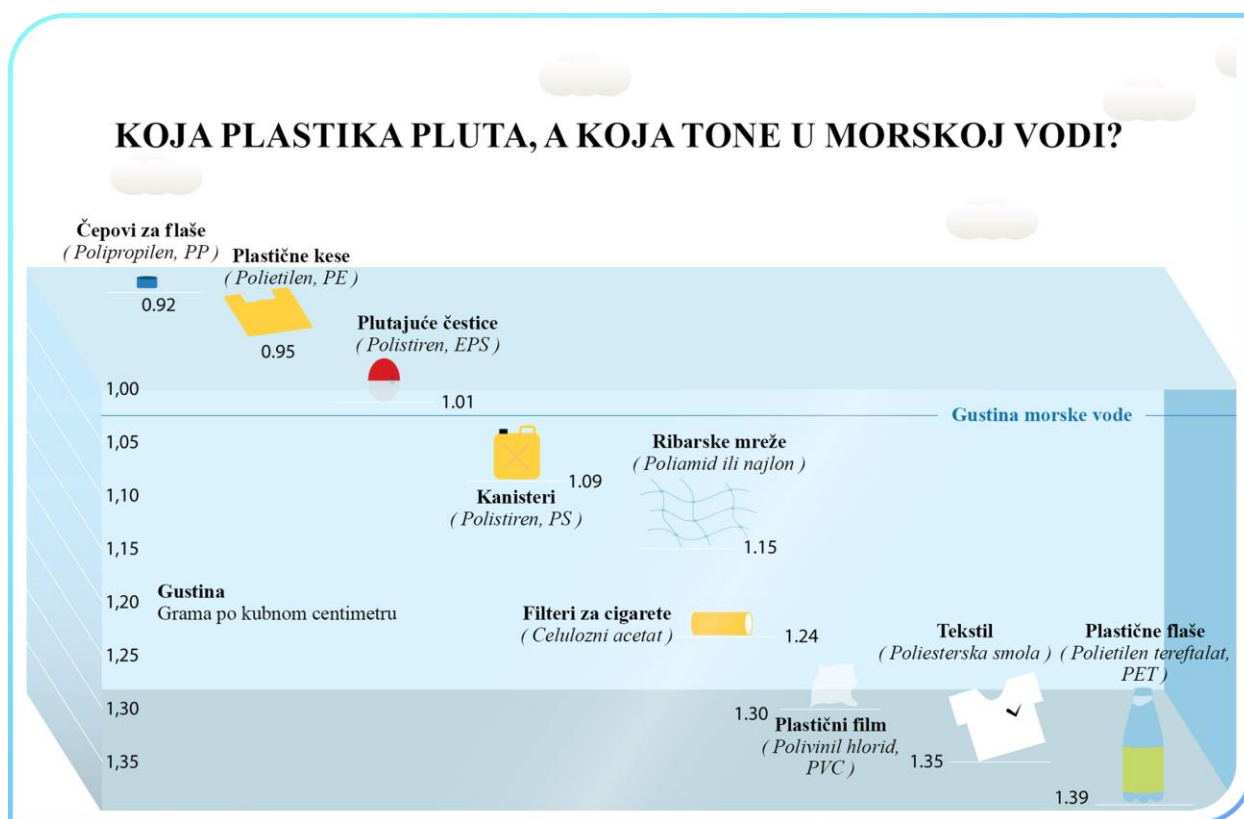 KOJA PLASTIKA PLUTA, A KOJA TONE U MORSKOJ VODI?
Čepovi za flaše
( Polipropilen, PP )
0.92
Plastične kese
( Polietilen, PE )
0.95
Plutajuće čestice
( Polistiren, EPS )
1.01
1,00
Gustina morske vode
1,05
Kanisteri
( Polistiren, PS )
1.09
Ribarske mreže
( Poliamid ili najlon )
1.15
1,10
1,15
Gustina
Grama po kubnom centimetru
1,20
Filteri za cigarete
( Celulozni acetat )
1.24
1,25
Tekstil
( Poliesterska smola )
1.35
Plastične flaše
( Polietilen tereftalat,
PET )
1.39
1,30
1.30
Plastični film
( Polivinil hlorid,
PVC )
1,35